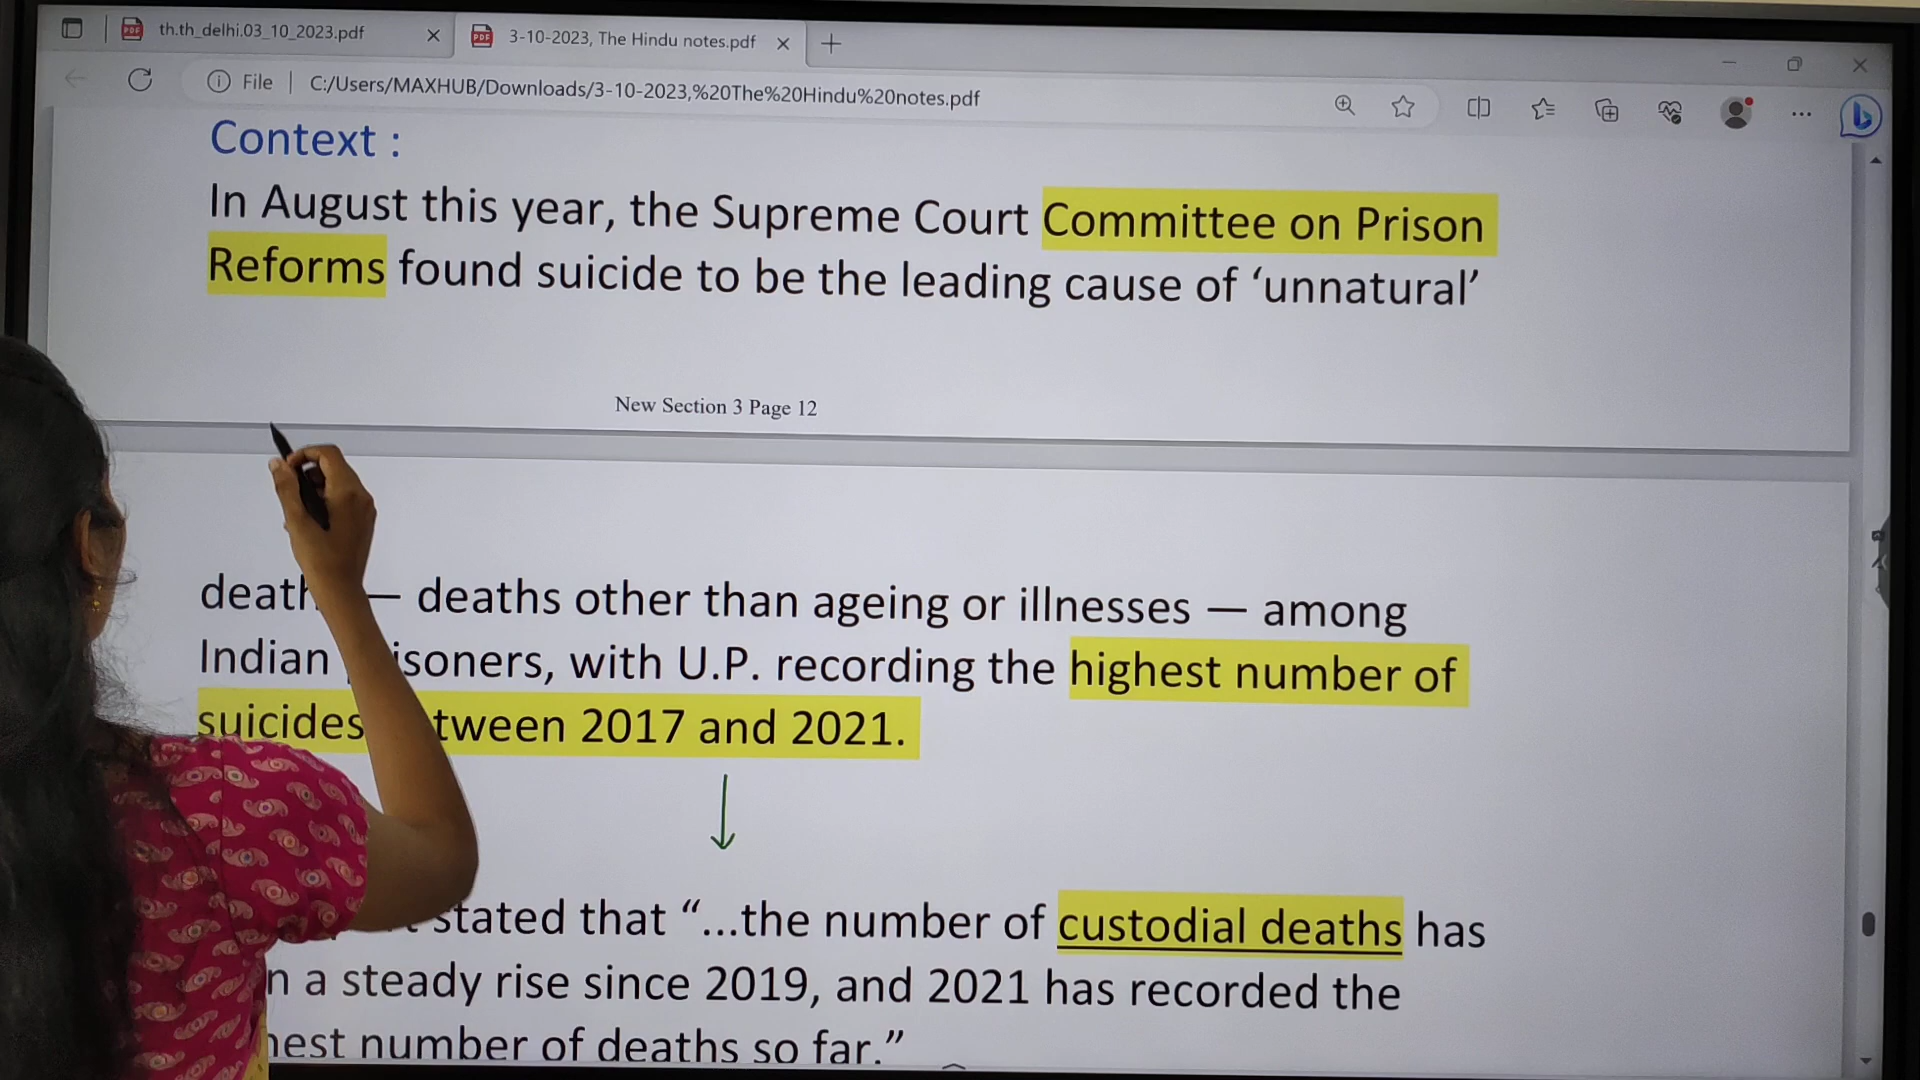 th.th_delhi.03_10_2023.pdf
3-10-2023, The Hindu notes.pdf
File
C:/Users/MAXHUB/Downloads/3-10-2023,%20The%20Hindu%20notes.pdf
Context :
In August this year, the Supreme Court Committee on Prison
Reforms found suicide to be the leading cause of ‘unnatural’
New Section 3 Page 12
— deaths other than ageing or illnesses — among
Indian with U.P. recording the highest number of
suicides 2017 and 2021.
stated that “...the number of custodial deaths has
a steady rise since 2019, and 2021 has recorded the
number of deaths so far.”